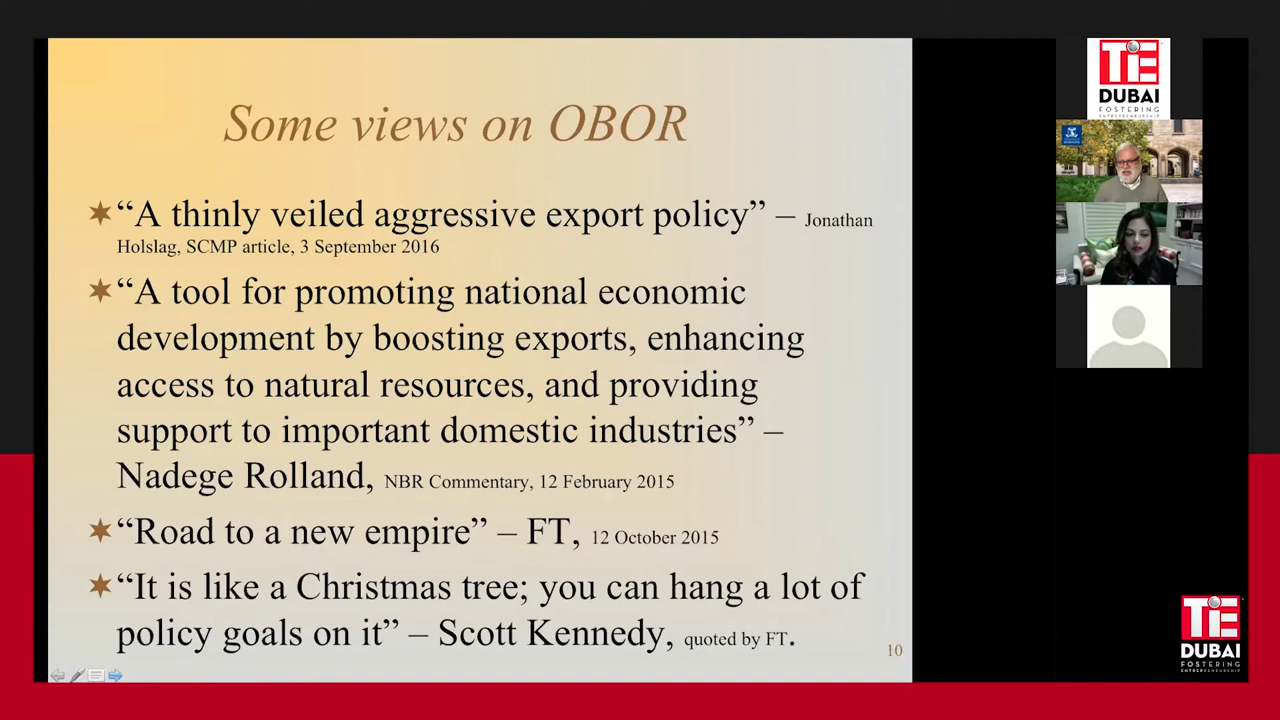 Some views on OBOR
“A thinly veiled aggressive export policy” – Jonathan
Holslag, SCMP article, 3 September 2016
“A tool for promoting national economic
development by boosting exports, enhancing
access to natural resources, and providing
support to important domestic industries” –
Nadege Rolland, NBR Commentary, 12 February 2015
“Road to a new empire” – FT, 12 October 2015
“It is like a Christmas tree; you can hang a lot of
policy goals on it” – Scott Kennedy, quoted by FT.
10
TiE
DUBAI
FOSTERING
ENTREPRENEURSHIP
TiE
DUBAI
FOSTERING
ENTREPRENEURSHIP